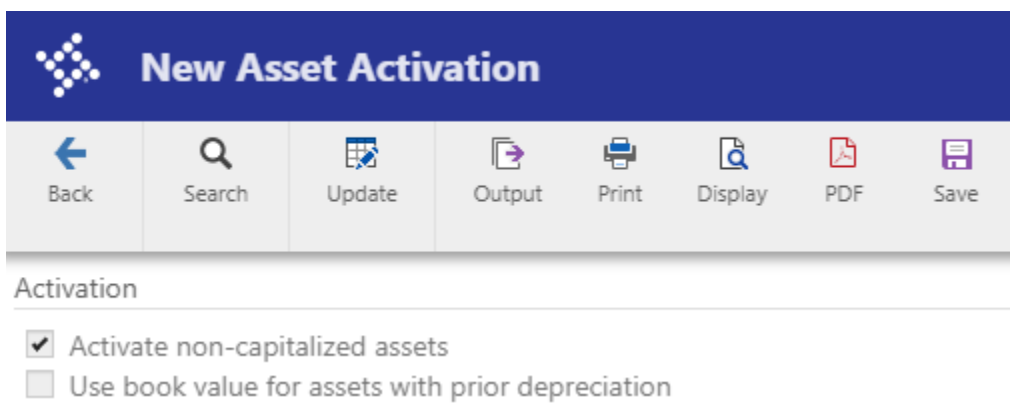 New Asset Activation
Back Search Update Output Print Display PDF Save
Activation
Activate non-capitalized assets
Use book value for assets with prior depreciation